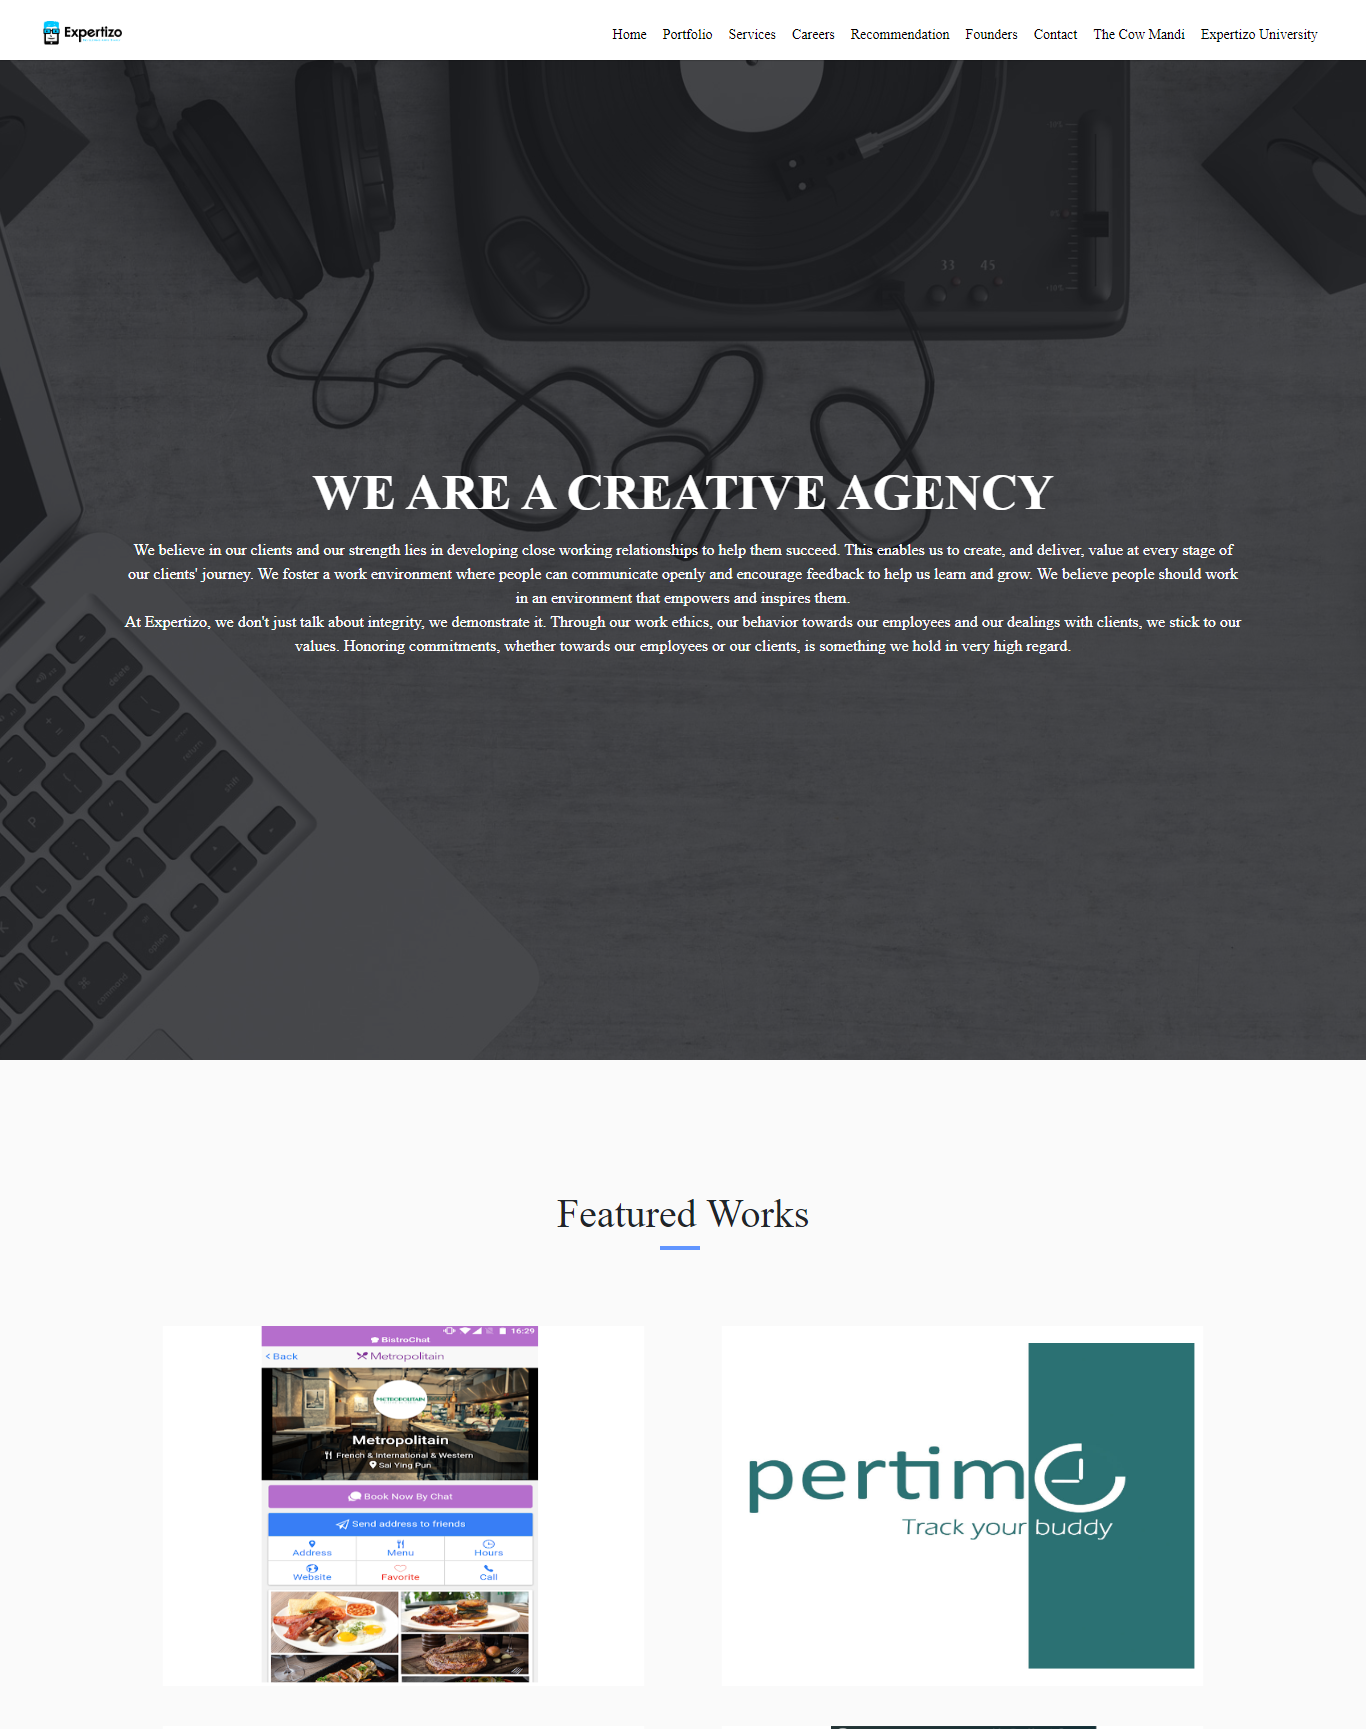 Expertizo
Home Portfolio Services Careers Recommendation Founders Contact The Cow Mandi Expertizo University
33 45
WE ARE A CREATIVE AGENCY
We believe in our clients and our strength lies in developing close working relationships to help them succeed. This enables us to create, and deliver, value at every stage of
our clients' journey. We foster a work environment where people can communicate openly and encourage feedback to help us learn and grow. We believe people should work
in an environment that empowers and inspires them.
At Expertizo, we don't just talk about integrity, we demonstrate it. Through our work ethics, our behavior towards our employees and our dealings with clients, we stick to our
values. Honoring commitments, whether towards our employees or our clients, is something we hold in very high regard.
delete
return
shift
option
command
Featured Works
16:29
BistroChat
< Back Metropolitain
METROPOLITAIN
Metropolitain
French & International & Western
Sai Ying Pun
Book Now By Chat
Send address to friends
Address Menu Hours
Website Favorite Call
pertime
Track your buddy